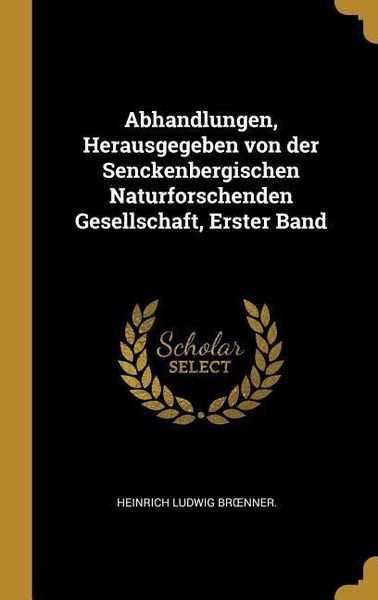 Abhandlungen,
Herausgegeben von der
Senckenbergischen
Naturforschenden
Gesellschaft, Erster Band
Scholar
SELECT
HEINRICH LUDWIG BRŒNNER.